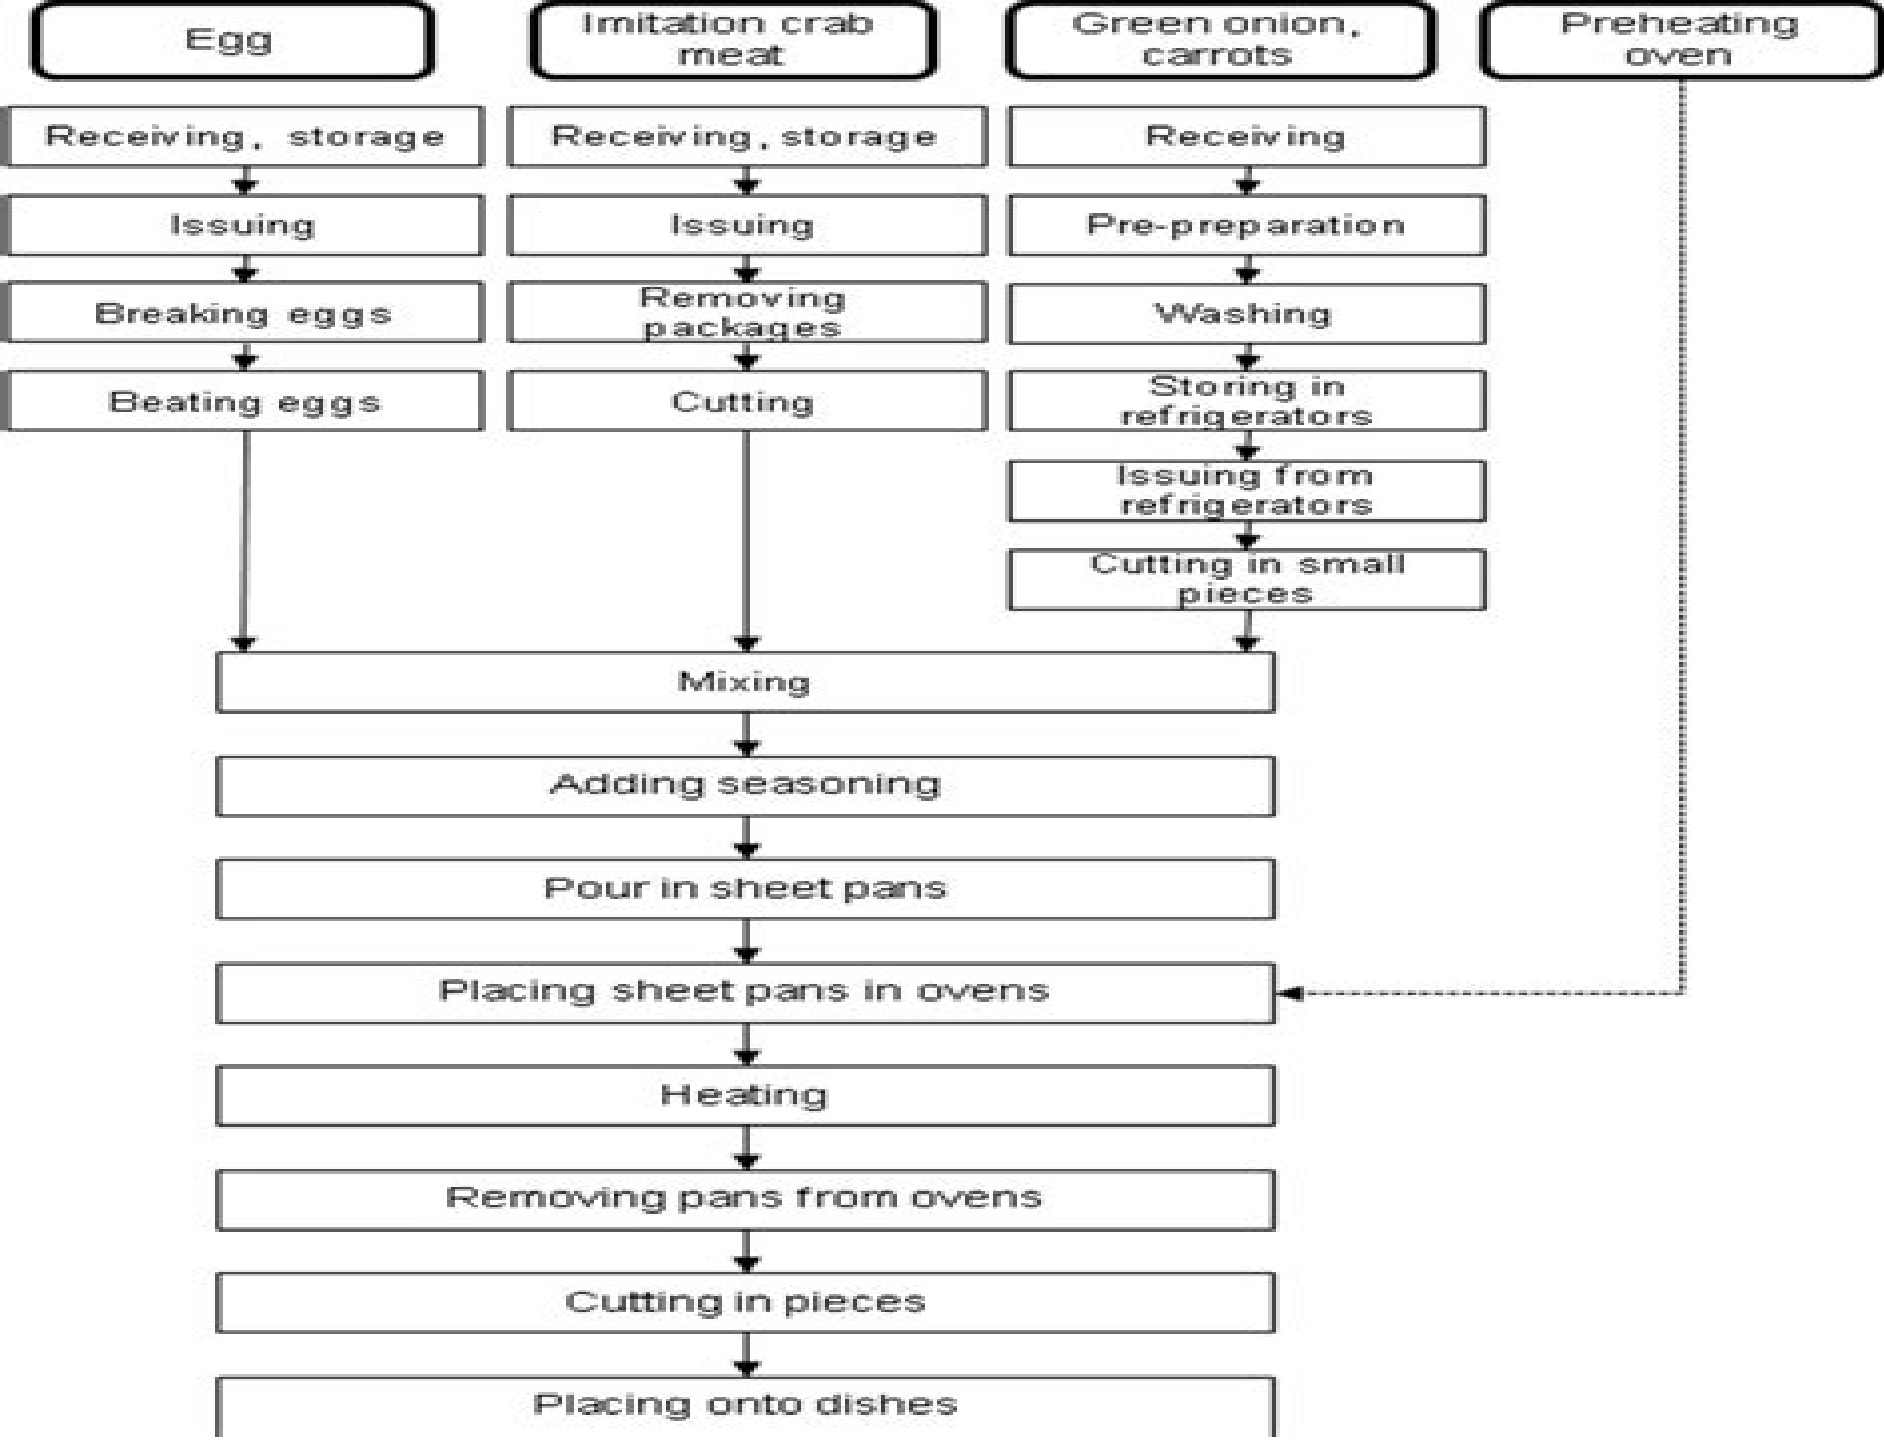 Egg
Imitation crab
meat
Green onion,
carrots
Preheating
oven
Receiving, storage
Issuing
Breaking eggs
Beating eggs
Receiving, storage
Issuing
Removing
packages
Cutting
Receiving
Pre-preparation
Washing
Storing in
refrigerators
Issuing from
refrigerators
Cutting in small
pieces
Mixing
Adding seasoning
Pour in sheet pans
Placing sheet pans in ovens
Heating
Removing pans from ovens
Cutting in pieces
Placing onto dishes